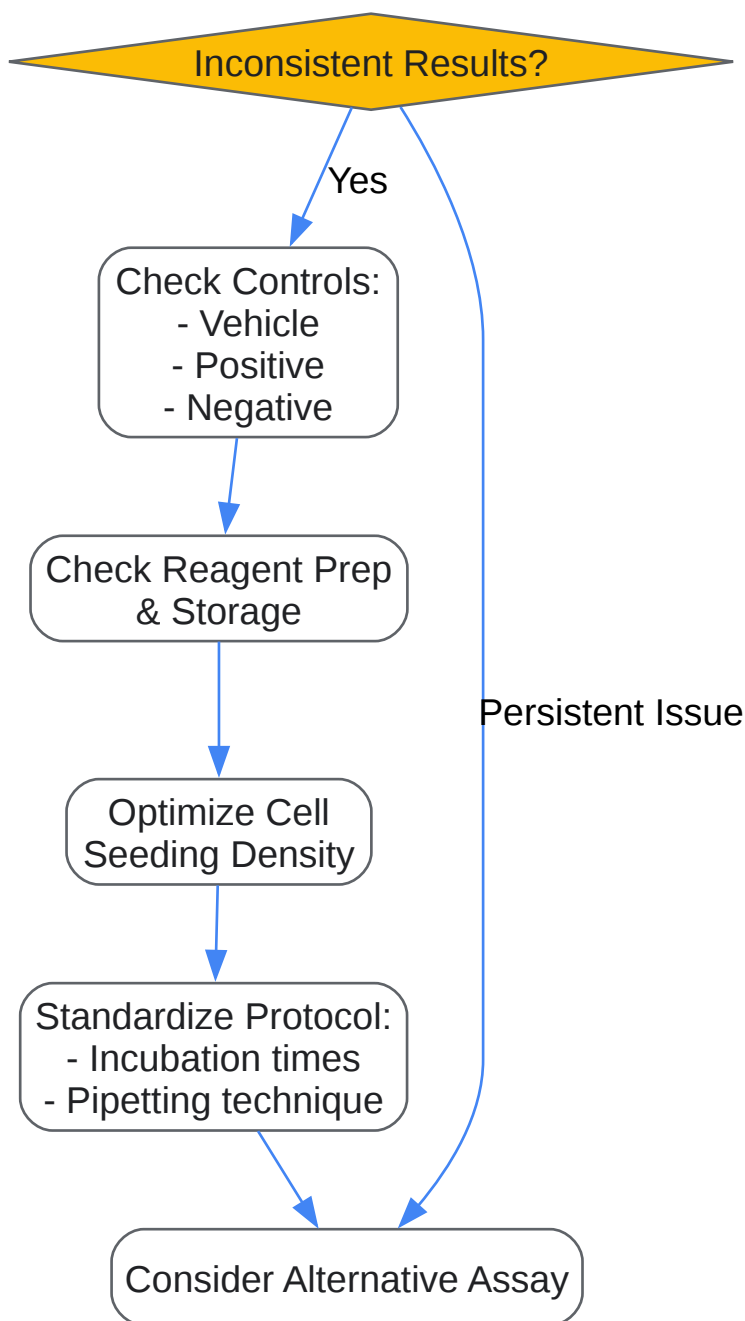 Inconsistent Results?
Yes
Check Controls:
- Vehicle
- Positive
- Negative
Check Reagent Prep
& Storage
Persistent Issue
Optimize Cell
Seeding Density
Standardize Protocol:
- Incubation times
- Pipetting technique
Consider Alternative Assay